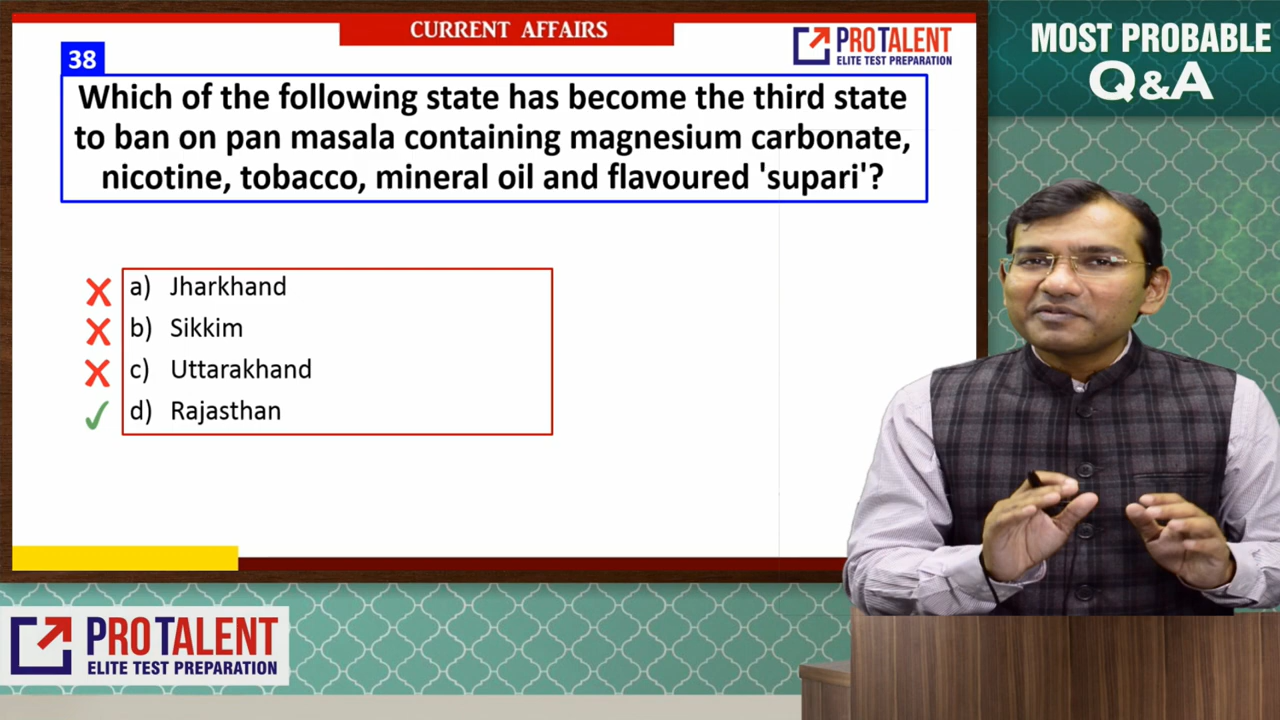 CURRENT AFFAIRS
PROTALENT
ELITE TEST PREPARATION
MOST PROBABLE
Q&A
38
Which of the following state has become the third state
to ban on pan masala containing magnesium carbonate,
nicotine, tobacco, mineral oil and flavoured 'supari'?
a) Jharkhand
b) Sikkim
c) Uttarakhand
d) Rajasthan
PROTALENT
ELITE TEST PREPARATION